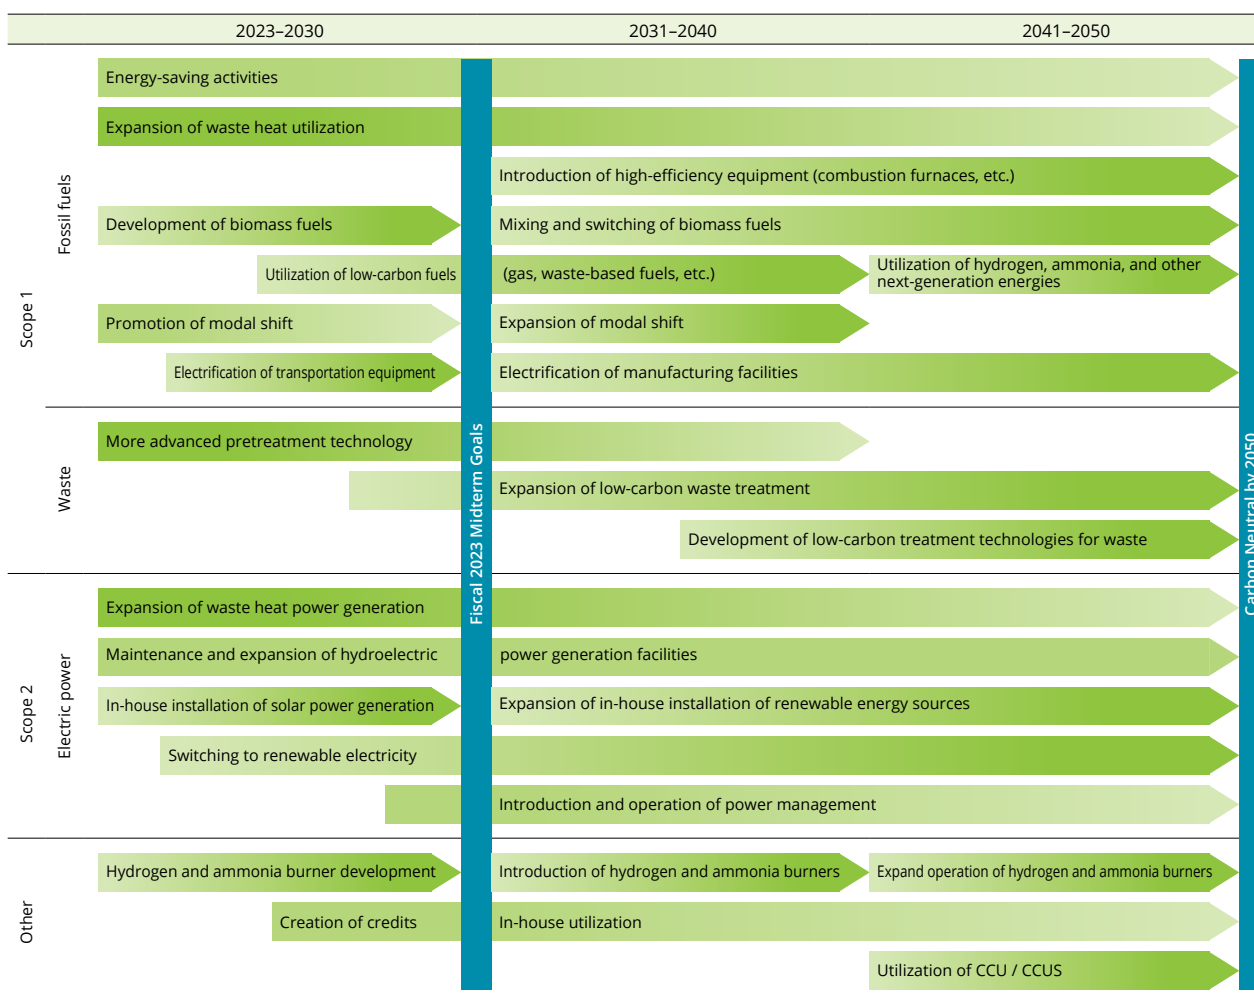 2023–2030
2031–2040
2041–2050
Scope 1
Fossil fuels
Energy-saving activities
Expansion of waste heat utilization
Introduction of high-efficiency equipment (combustion furnaces, etc.)
Development of biomass fuels
Mixing and switching of biomass fuels
Utilization of low-carbon fuels
(gas, waste-based fuels, etc.)
Utilization of hydrogen, ammonia, and other
next-generation energies
Promotion of modal shift
Expansion of modal shift
Electrification of transportation equipment
Electrification of manufacturing facilities
Waste
More advanced pretreatment technology
Expansion of low-carbon waste treatment
Development of low-carbon treatment technologies for waste
Fiscal 2023 Midterm Goals
Carbon Neutral by 2050
Scope 2
Electric power
Expansion of waste heat power generation
Maintenance and expansion of hydroelectric
power generation facilities
In-house installation of solar power generation
Expansion of in-house installation of renewable energy sources
Switching to renewable electricity
Introduction and operation of power management
Other
Hydrogen and ammonia burner development
Introduction of hydrogen and ammonia burners
Expand operation of hydrogen and ammonia burners
Creation of credits
In-house utilization
Utilization of CCU / CCUS